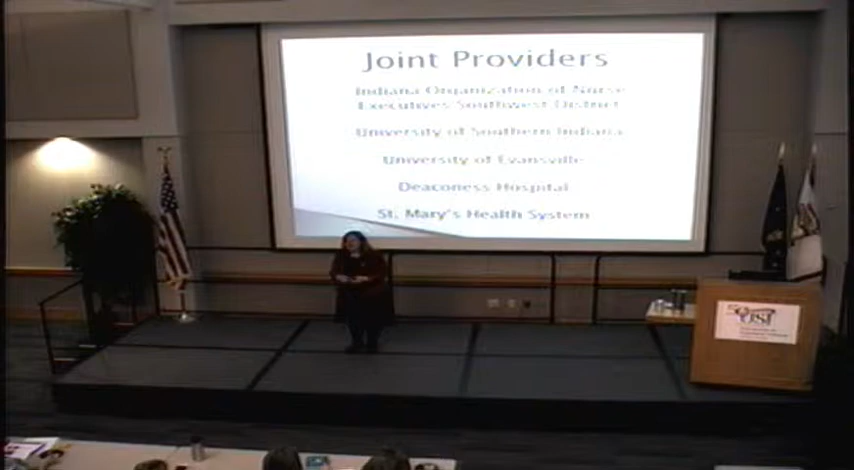 Joint Providers
Indiana Organization of Nurse
Executives Southwest District
University of Southern Indiana
University of Evansville
Deaconess Hospital
St. Mary's Health System
USI